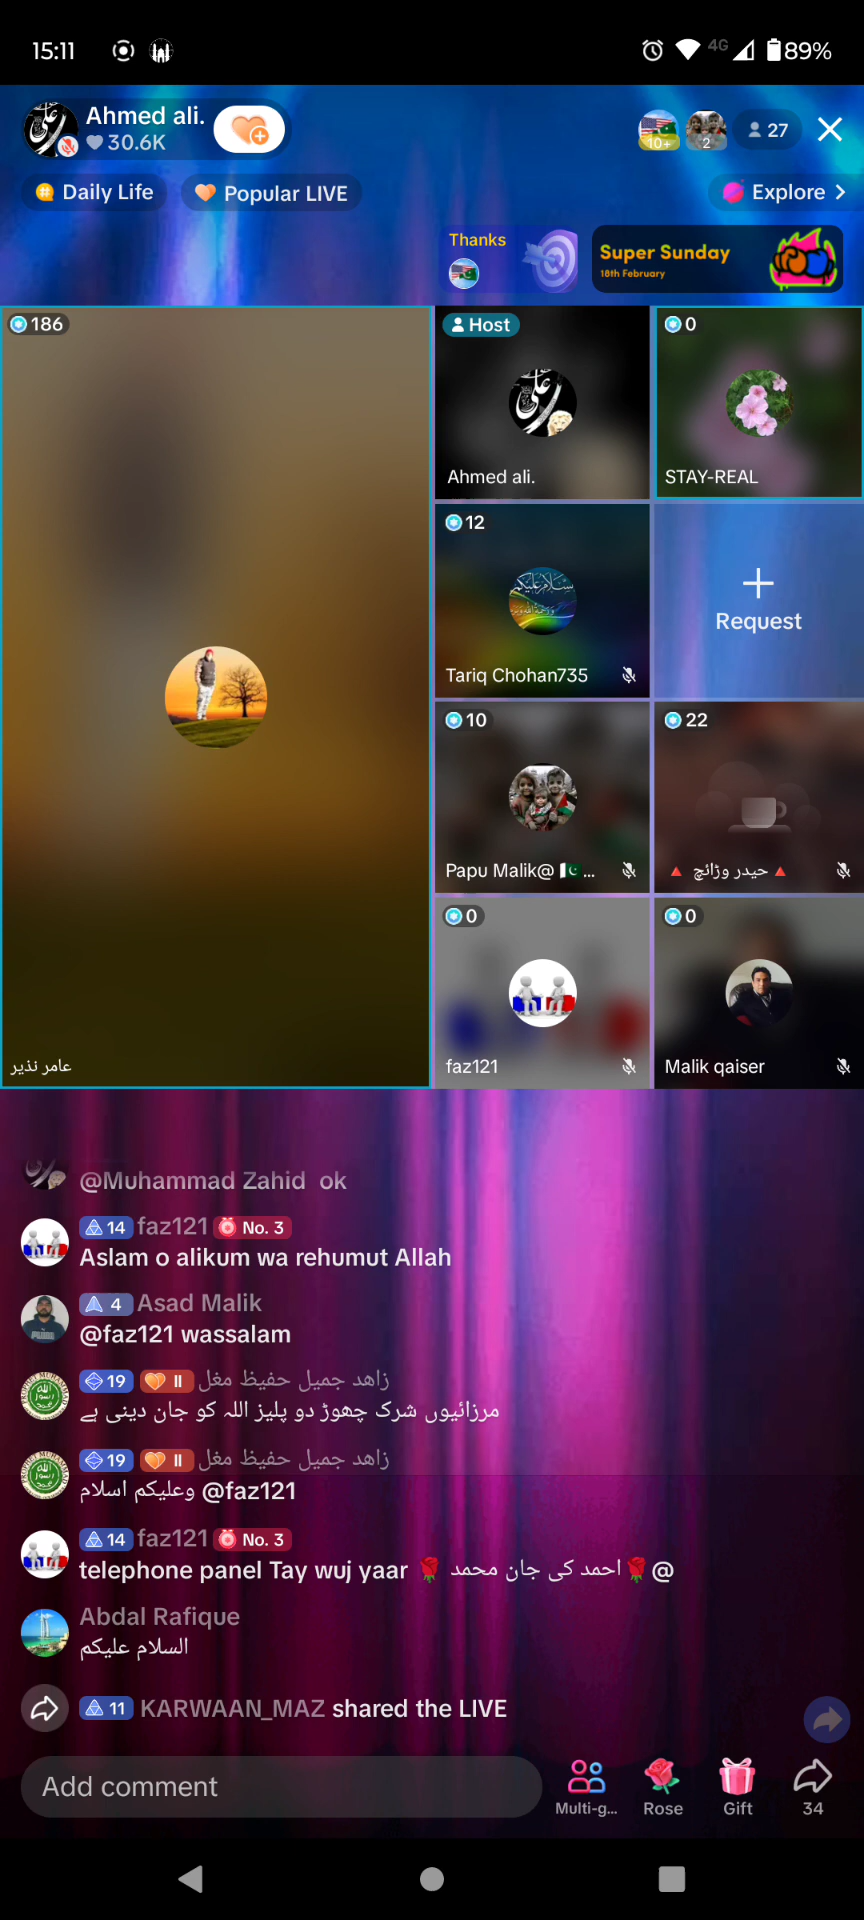 15:11
4G
89%
Ahmed ali.
30.6K
10+
2
27
Daily Life
Popular LIVE
Explore
Thanks
Super Sunday
18th February
186
Host
Ahmed ali.
0
STAY-REAL
12
Tariq Chohan735
Request
10
Papu Malik@ 🇵🇰...
22
🔺 حیدر وڑائچ 🔺
عامر نذیر
0
faz121
0
Malik qaiser
@Muhammad Zahid ok
14 faz121 No. 3
Aslam o alikum wa rehumut Allah
4 Asad Malik
@faz121 wassalam
19 II زاهد جمیل حفیظ مغل
مرزائیوں شرک چھوڑ دو پلیز اللہ کو جان دینی ہے
19 II زاهد جمیل حفیظ مغل
وعلیکم اسلام @faz121
14 faz121 No. 3
telephone panel Tay wuj yaar 🌹 احمد کی جان محمد🌹@
Abdal Rafique
السلام علیکم
11 KARWAAN_MAZ shared the LIVE
Add comment
Multi-g...
Rose
Gift
34